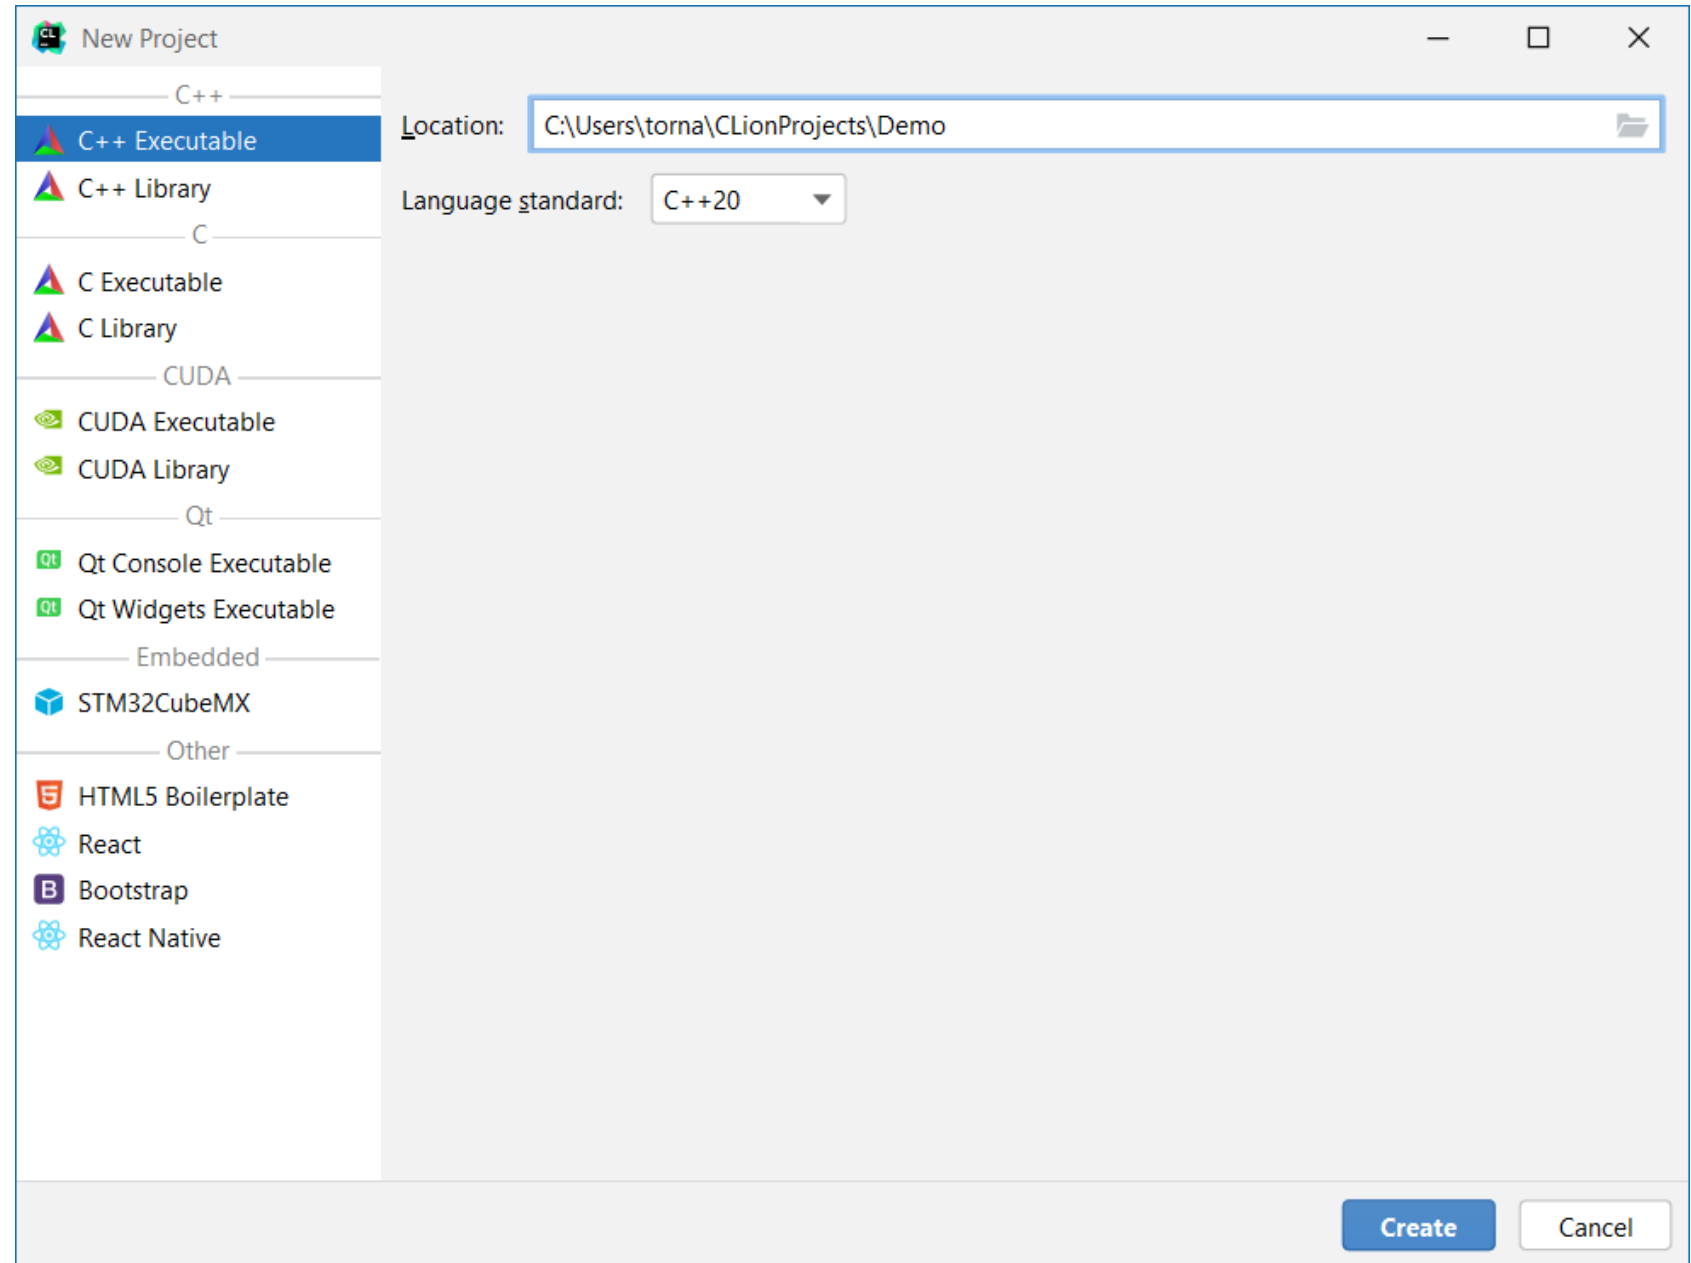 New Project
C++
C++ Executable
C++ Library
C
C Executable
C Library
CUDA
CUDA Executable
CUDA Library
Qt
Qt Console Executable
Qt Widgets Executable
Embedded
STM32CubeMX
Other
HTML5 Boilerplate
React
Bootstrap
React Native
Location: C:\Users\torna\CLionProjects\Demo
Language standard: C++20
Create Cancel